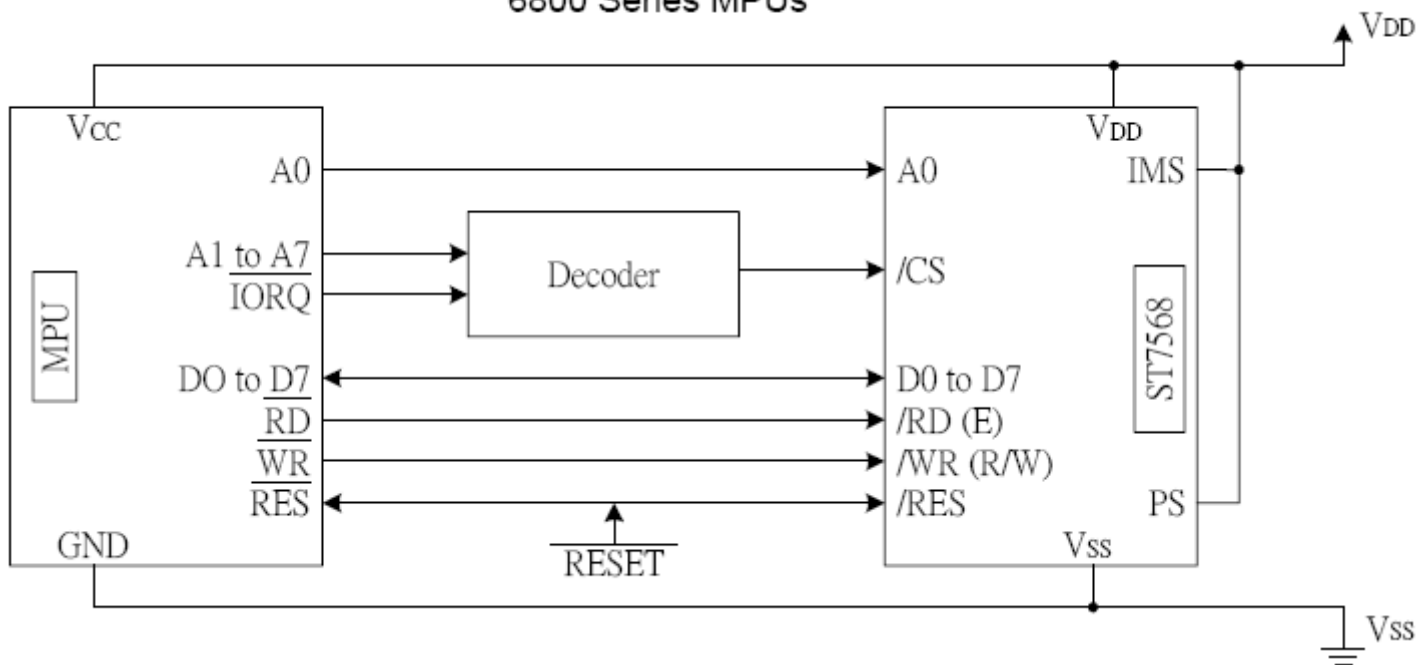 6800 Series MPUs
VDD
Vcc
VDD
A0
A0
IMS
A1 to A7
IORQ
Decoder
/CS
MPU
ST7568
DO to D7
D0 to D7
RD
/RD (E)
WR
/WR (R/W)
RES
/RES
PS
RESET
GND
Vss
Vss